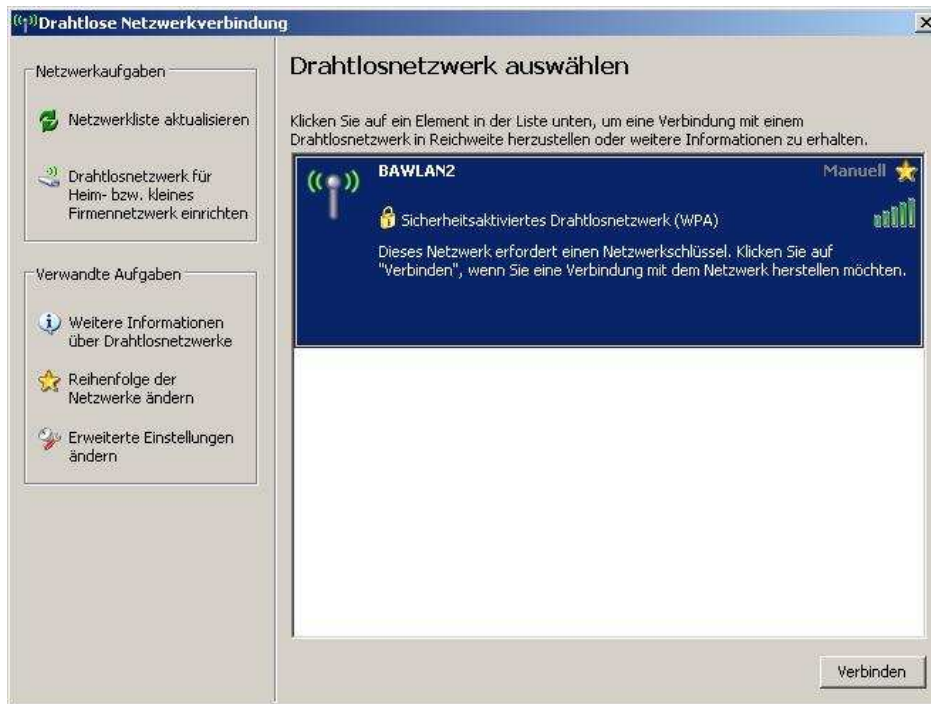 Drahtlose Netzwerkverbindung
Netzwerkaufgaben
Netzwerkliste aktualisieren
Drahtlosnetzwerk für
Heim- bzw. kleines
Firmennetzwerk einrichten
Verwandte Aufgaben
Weitere Informationen
über Drahtlosnetzwerke
Reihenfolge der
Netzwerke ändern
Erweiterte Einstellungen
ändern
Drahtlosnetzwerk auswählen
Klicken Sie auf ein Element in der Liste unten, um eine Verbindung mit einem
Drahtlosnetzwerk in Reichweite herzustellen oder weitere Informationen zu erhalten.
BAWLAN2
Manuell
Sicherheitsaktiviertes Drahtlosnetzwerk (WPA)
Dieses Netzwerk erfordert einen Netzwerkschlüssel. Klicken Sie auf
"Verbinden", wenn Sie eine Verbindung mit dem Netzwerk herstellen möchten.
Verbinden